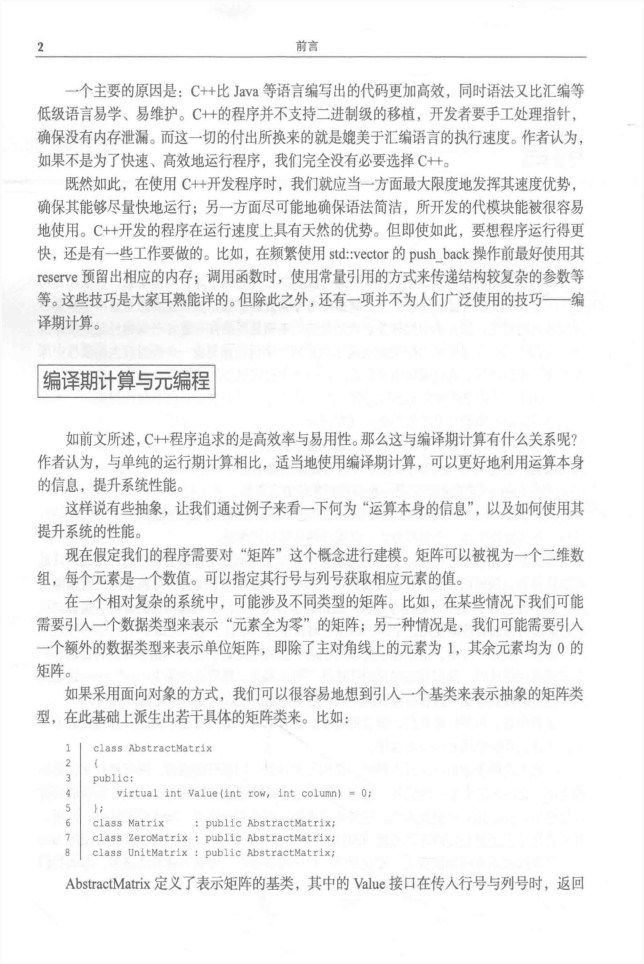 2 前言
一个主要的原因是：C++比 Java 等语言编写出的代码更加高效，同时语法又比汇编等
低级语言易学、易维护。C++的程序并不支持二进制级的移植，开发者要手工处理指针，
确保没有内存泄漏。而这一切的付出所换来的就是媲美于汇编语言的执行速度。作者认为，
如果不是为了快速、高效地运行程序，我们完全没有必要选择 C++。
既然如此，在使用 C++开发程序时，我们就应当一方面最大限度地发挥其速度优势，
确保其能够尽量快地运行；另一方面尽可能地确保语法简洁，所开发的代模块能被很容易
地使用。C++开发的程序在运行速度上具有天然的优势。但即使如此，要想程序运行得更
快，还是有一些工作要做的。比如，在频繁使用 std::vector 的 push_back 操作前最好使用其
reserve 预留出相应的内存；调用函数时，使用常量引用的方式来传递结构较复杂的参数等
等。这些技巧是大家耳熟能详的。但除此之外，还有一项并不为人们广泛使用的技巧——编
译期计算。
编译期计算与元编程
如前文所述，C++程序追求的是高效率与易用性。那么这与编译期计算有什么关系呢？
作者认为，与单纯的运行期计算相比，适当地使用编译期计算，可以更好地利用运算本身
的信息，提升系统性能。
这样说有些抽象，让我们通过例子来看一下何为“运算本身的信息”，以及如何使用其
提升系统的性能。
现在假定我们的程序需要对“矩阵”这个概念进行建模。矩阵可以被视为一个二维数
组，每个元素是一个数值。可以指定其行号与列号获取相应元素的值。
在一个相对复杂的系统中，可能涉及不同类型的矩阵。比如，在某些情况下我们可能
需要引入一个数据类型来表示“元素全为零”的矩阵；另一种情况是，我们可能需要引入
一个额外的数据类型来表示单位矩阵，即除了主对角线上的元素为 1，其余元素均为 0 的
矩阵。
如果采用面向对象的方式，我们可以很容易地想到引入一个基类来表示抽象的矩阵类
型，在此基础上派生出若干具体的矩阵类来。比如：
1 class AbstractMatrix
2 {
3 public:
4 virtual int Value(int row, int column) = 0;
5 };
6 class Matrix : public AbstractMatrix;
7 class ZeroMatrix : public AbstractMatrix;
8 class UnitMatrix : public AbstractMatrix;
AbstractMatrix 定义了表示矩阵的基类，其中的 Value 接口在传入行号与列号时，返回